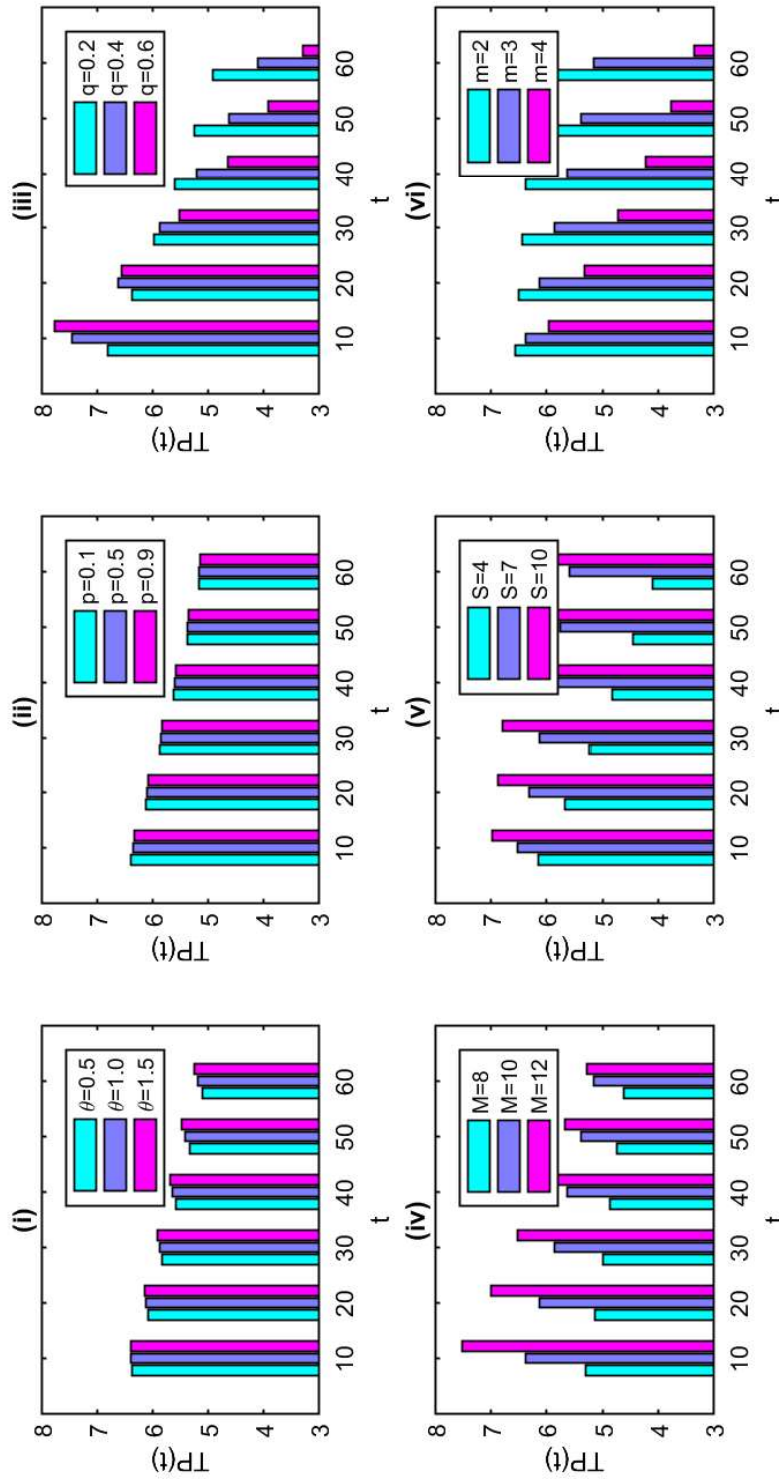 (i)
TP(t)
8
7
6
5
4
3
θ=0.5
θ=1.0
θ=1.5
10 20 30 40 50 60
t
(ii)
TP(t)
8
7
6
5
4
3
p=0.1
p=0.5
p=0.9
10 20 30 40 50 60
t
(iii)
TP(t)
8
7
6
5
4
3
q=0.2
q=0.4
q=0.6
10 20 30 40 50 60
t
(iv)
TP(t)
8
7
6
5
4
3
M=8
M=10
M=12
10 20 30 40 50 60
t
(v)
TP(t)
8
7
6
5
4
3
S=4
S=7
S=10
10 20 30 40 50 60
t
(vi)
TP(t)
8
7
6
5
4
3
m=2
m=3
m=4
10 20 30 40 50 60
t